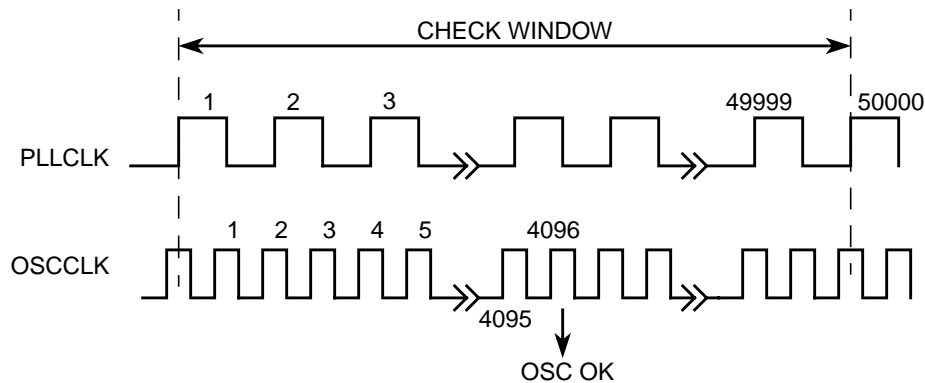 CHECK WINDOW
1 2 3 49999 50000
PLLCLK
1 2 3 4 5 4096
OSCCLK
4095
OSC OK